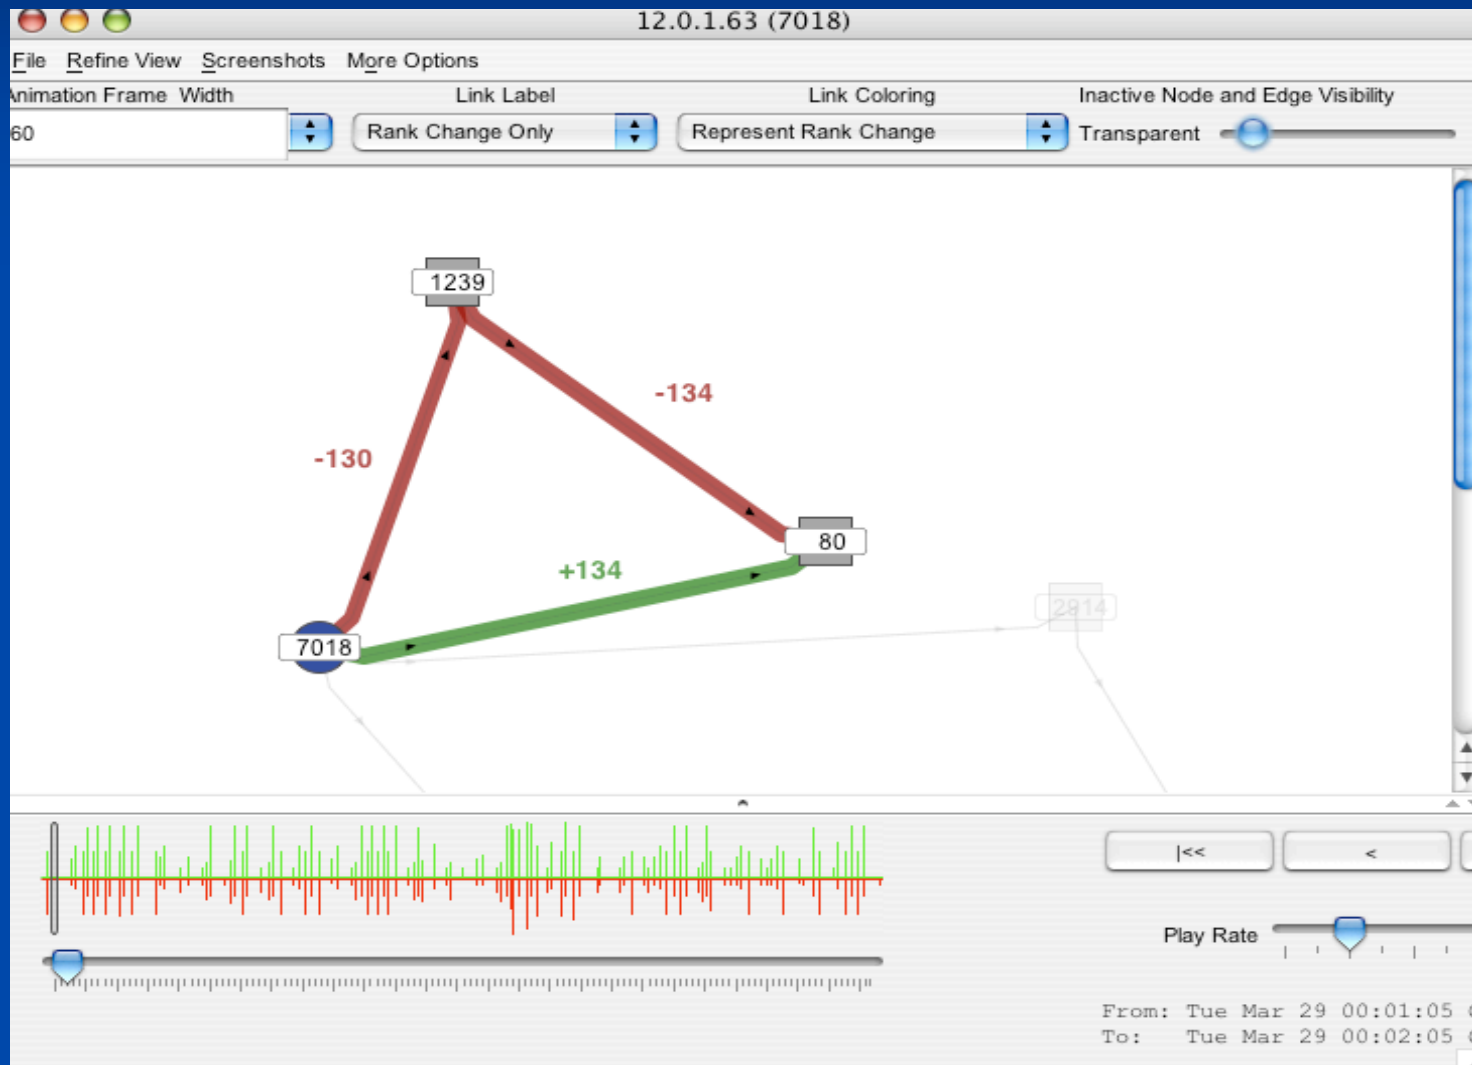 12.0.1.63 (7018)
File Refine View Screenshots More Options
Animation Frame Width Link Label Link Coloring Inactive Node and Edge Visibility
60 Rank Change Only Represent Rank Change Transparent
1239
-134
-130
80
+134
2914
7018
|<< <
Play Rate
From: Tue Mar 29 00:01:05
To: Tue Mar 29 00:02:05